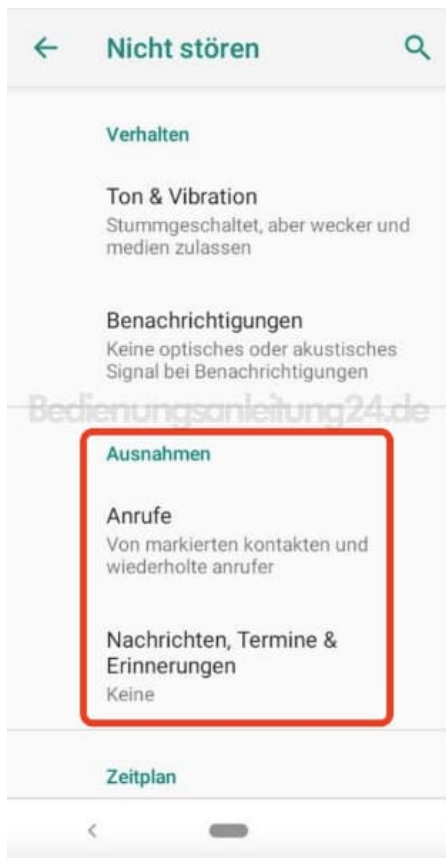 Nicht stören
Verhalten
Ton & Vibration
Stummgeschaltet, aber wecker und
medien zulassen
Benachrichtigungen
Keine optisches oder akustisches
Signal bei Benachrichtigungen
Bedienungsanleitung24.de
Ausnahmen
Anrufe
Von markierten kontakten und
wiederholte anrufer
Nachrichten, Termine &
Erinnerungen
Keine
Zeitplan